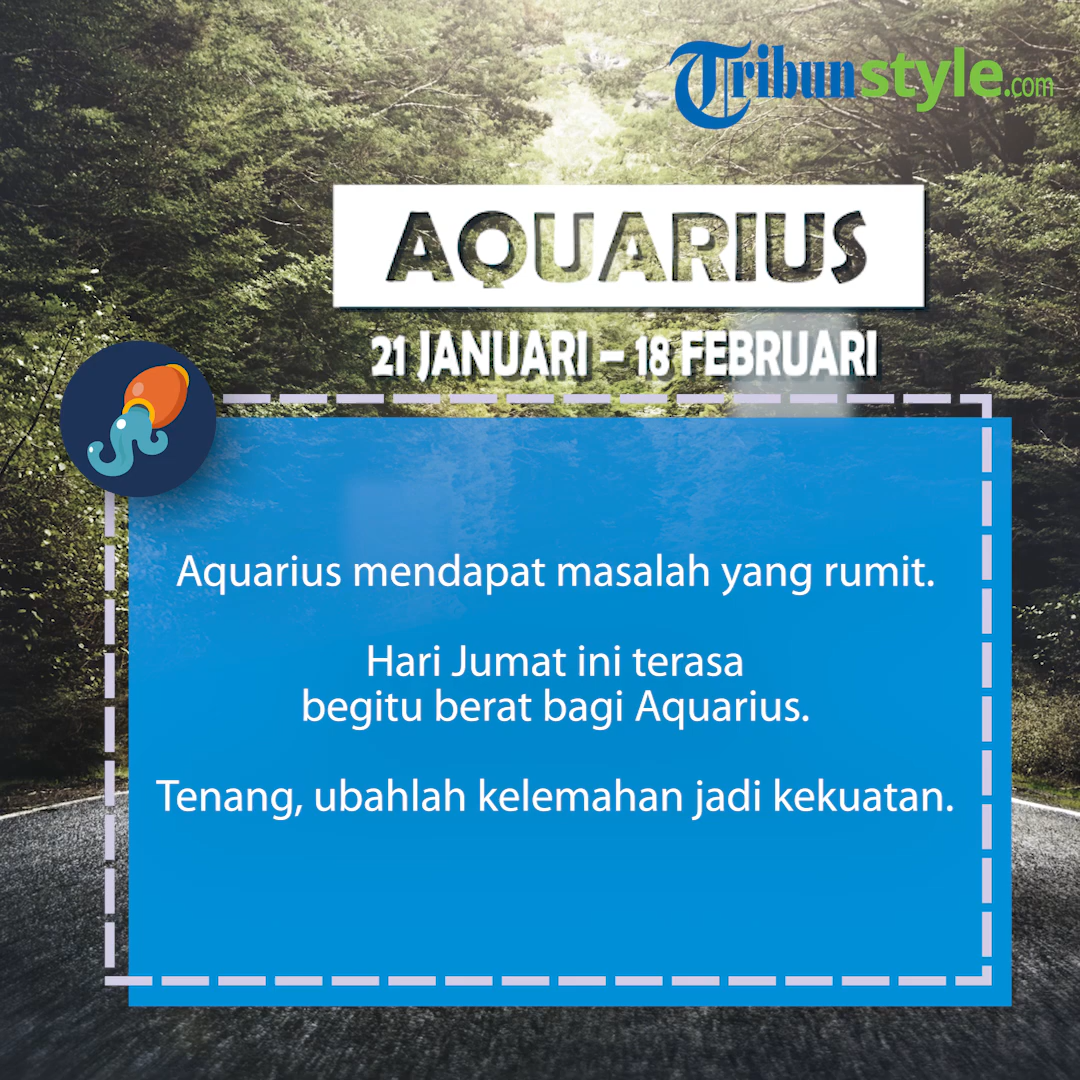 Tribunstyle.com
AQUARIUS
21 JANUARI – 18 FEBRUARI
Aquarius mendapat masalah yang rumit.
Hari Jumat ini terasa
begitu berat bagi Aquarius.
Tenang, ubahlah kelemahan jadi kekuatan.